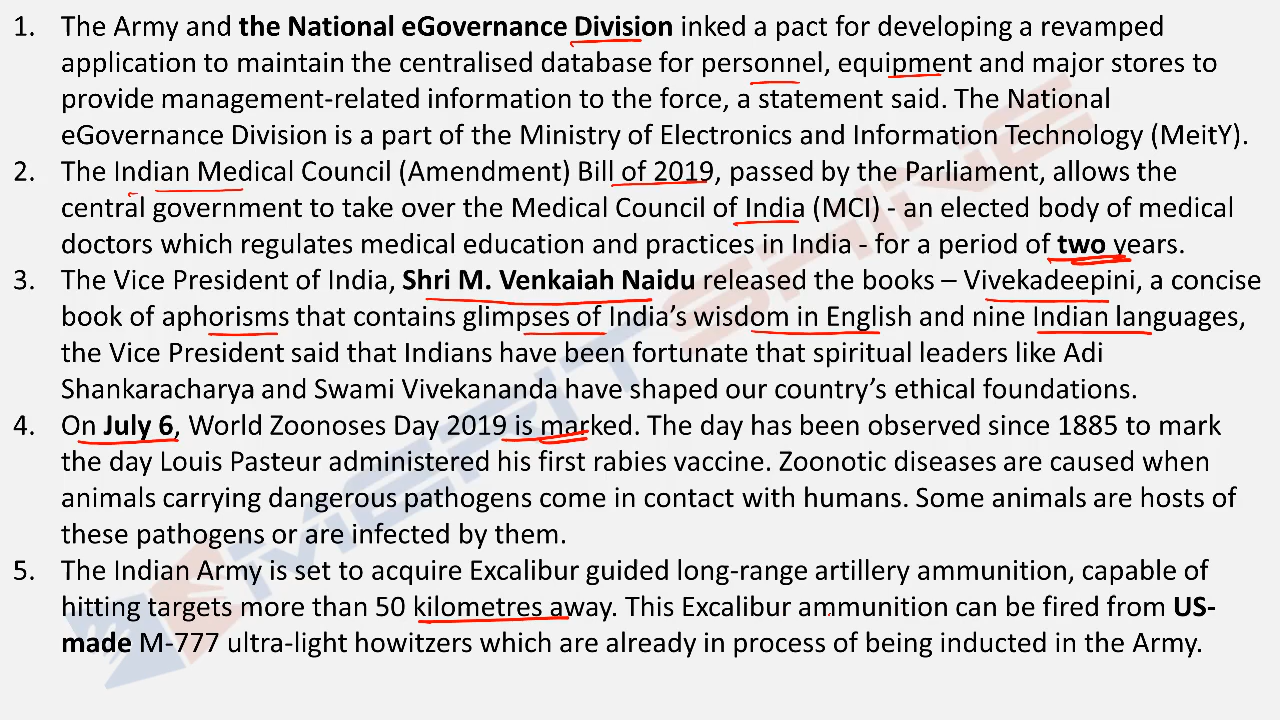 1. The Army and the National eGovernance Division inked a pact for developing a revamped
application to maintain the centralised database for personnel, equipment and major stores to
provide management-related information to the force, a statement said. The National
eGovernance Division is a part of the Ministry of Electronics and Information Technology (MeitY).
2. The Indian Medical Council (Amendment) Bill of 2019, passed by the Parliament, allows the
central government to take over the Medical Council of India (MCI) - an elected body of medical
doctors which regulates medical education and practices in India - for a period of two years.
3. The Vice President of India, Shri M. Venkaiah Naidu released the books – Vivekadeepini, a concise
book of aphorisms that contains glimpses of India's wisdom in English and nine Indian languages,
the Vice President said that Indians have been fortunate that spiritual leaders like Adi
Shankaracharya and Swami Vivekananda have shaped our country's ethical foundations.
4. On July 6, World Zoonoses Day 2019 is marked. The day has been observed since 1885 to mark
the day Louis Pasteur administered his first rabies vaccine. Zoonotic diseases are caused when
animals carrying dangerous pathogens come in contact with humans. Some animals are hosts of
these pathogens or are infected by them.
5. The Indian Army is set to acquire Excalibur guided long-range artillery ammunition, capable of
hitting targets more than 50 kilometres away. This Excalibur ammunition can be fired from US-
made M-777 ultra-light howitzers which are already in process of being inducted in the Army.